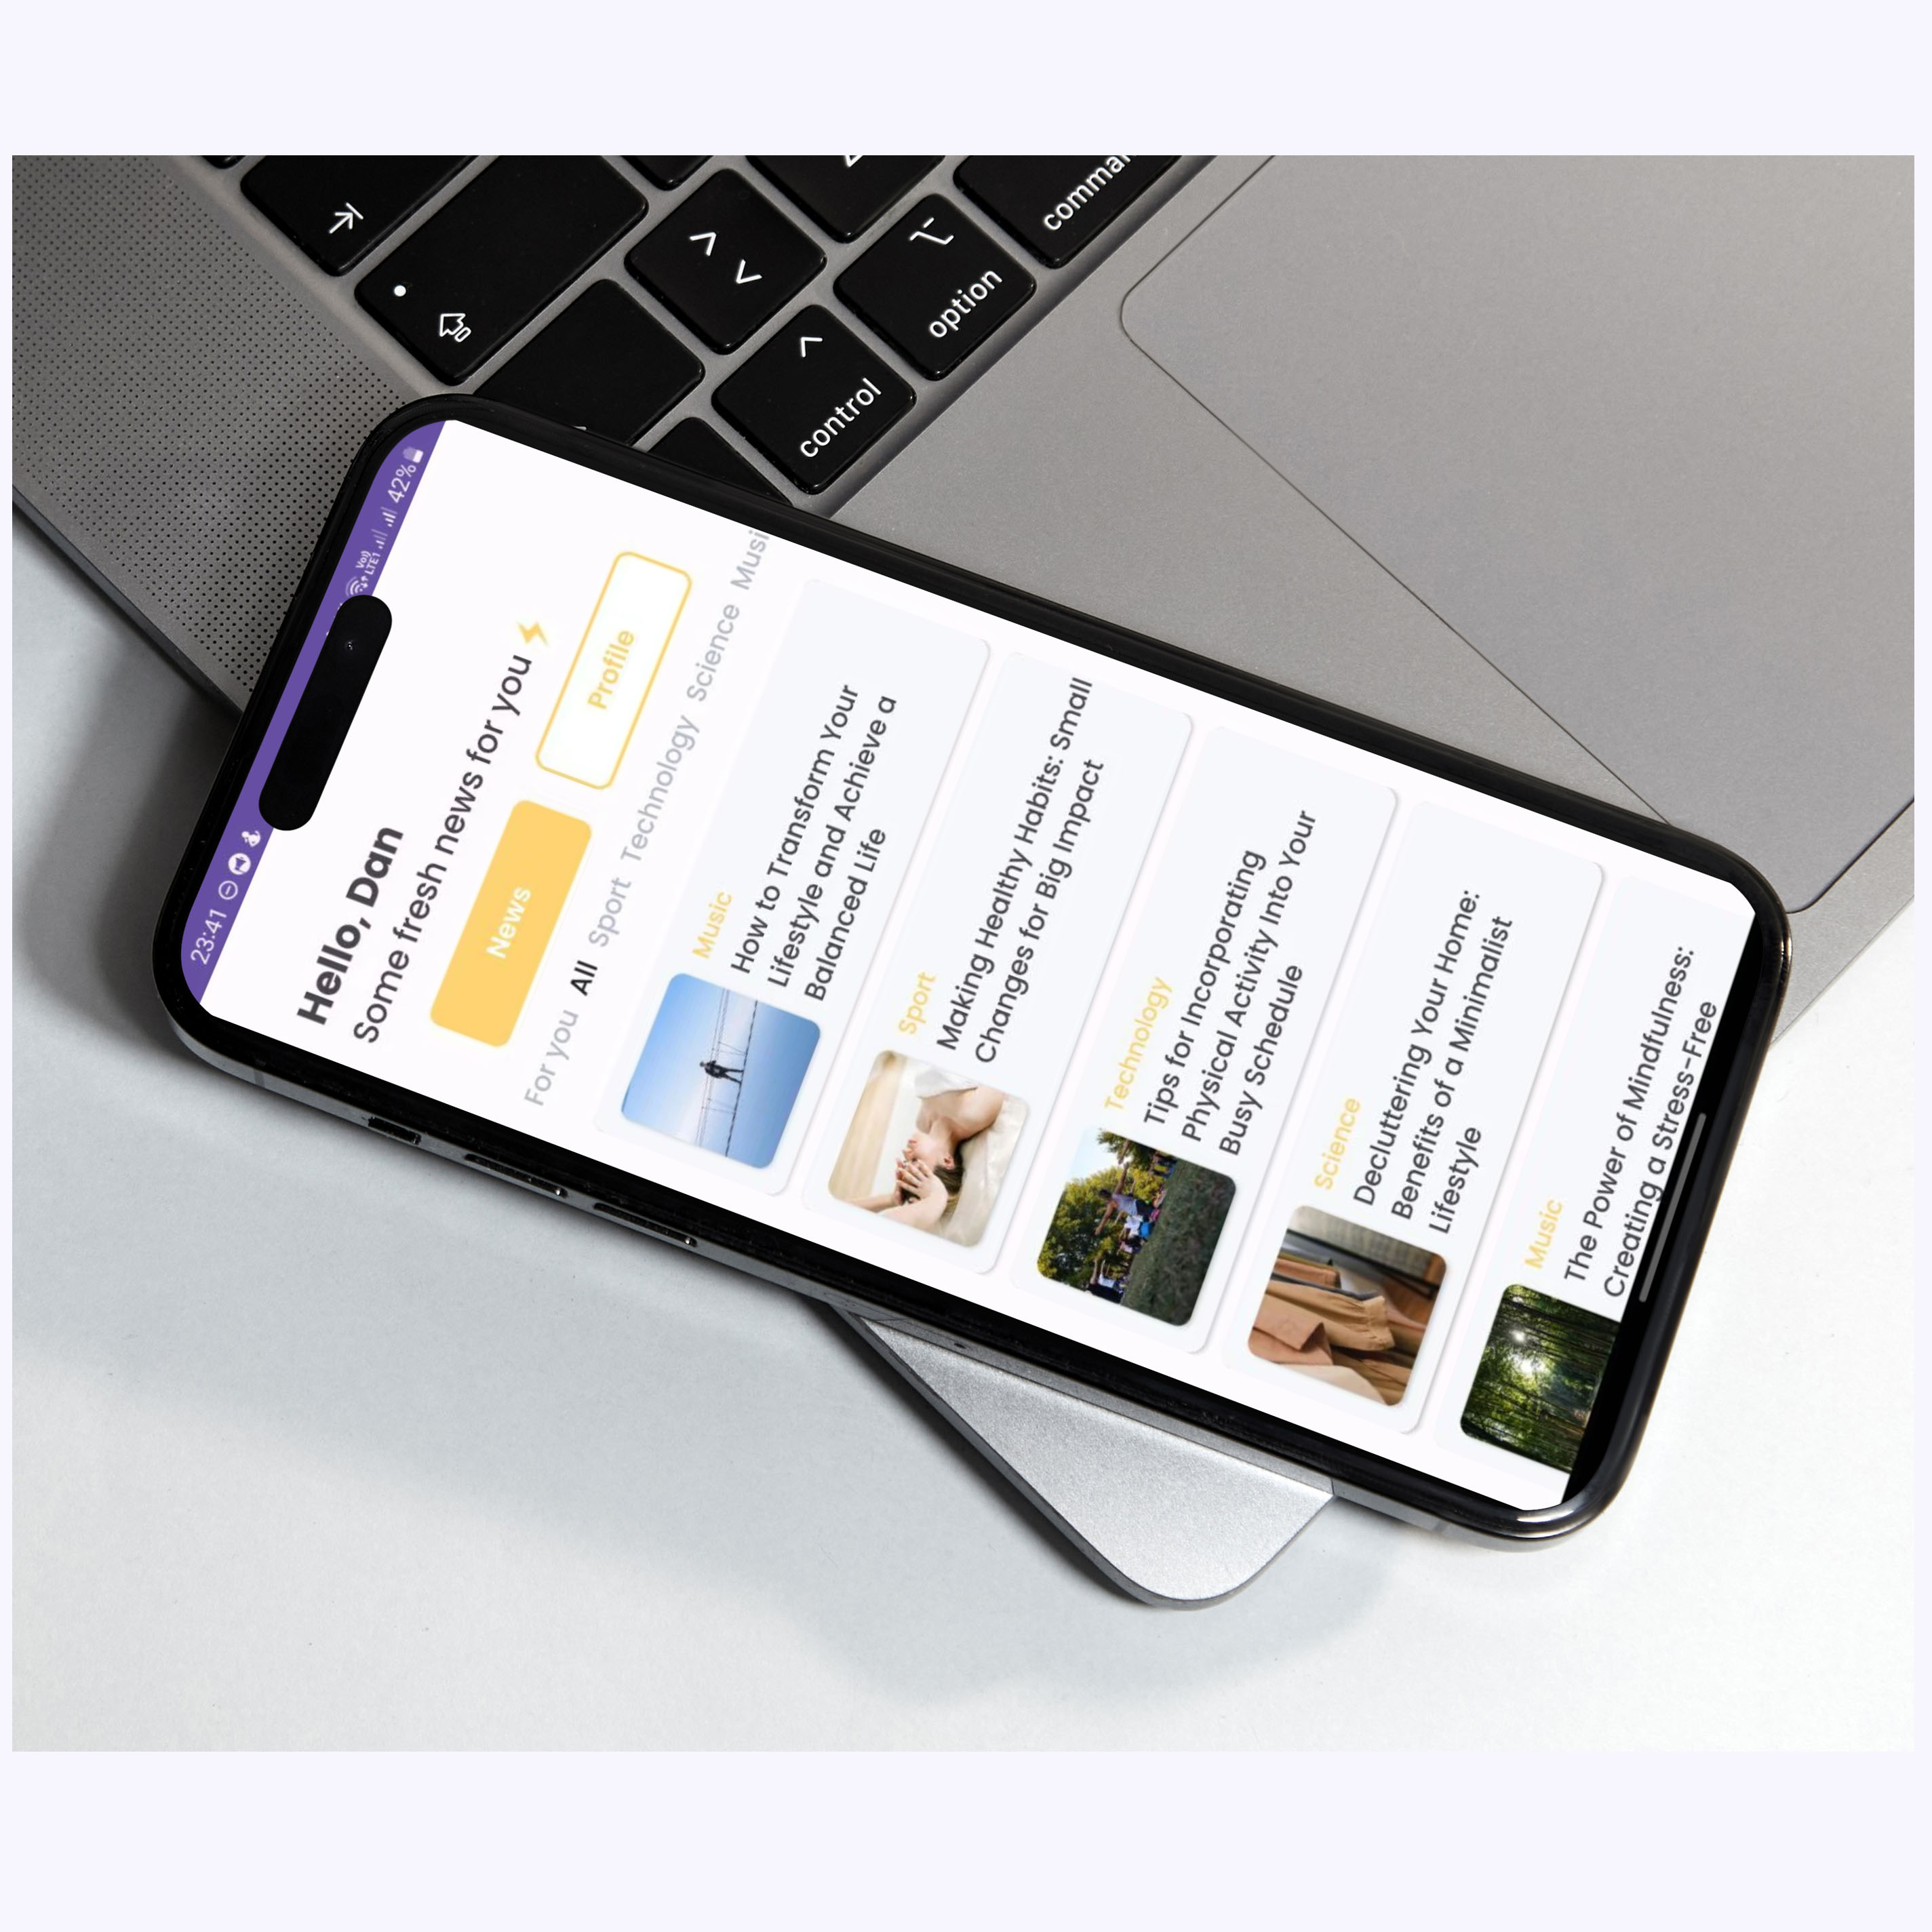 comman
option
control
23:41
Vo))
LTE1
42%
Hello, Dan
Some fresh news for you
News
Profile
For you All Sport Technology Science Musi
Music
How to Transform Your
Lifestyle and Achieve a
Balanced Life
Sport
Making Healthy Habits: Small
Changes for Big Impact
Technology
Tips for Incorporating
Physical Activity Into Your
Busy Schedule
Science
Decluttering Your Home:
Benefits of a Minimalist
Lifestyle
Music
The Power of Mindfulness:
Creating a Stress-Free